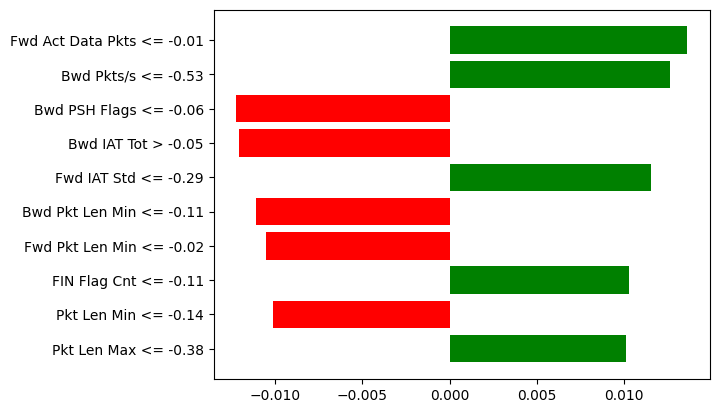 Fwd Act Data Pkts <= -0.01
Bwd Pkts/s <= -0.53
Bwd PSH Flags <= -0.06
Bwd IAT Tot > -0.05
Fwd IAT Std <= -0.29
Bwd Pkt Len Min <= -0.11
Fwd Pkt Len Min <= -0.02
FIN Flag Cnt <= -0.11
Pkt Len Min <= -0.14
Pkt Len Max <= -0.38
−0.010 −0.005 0.000 0.005 0.010